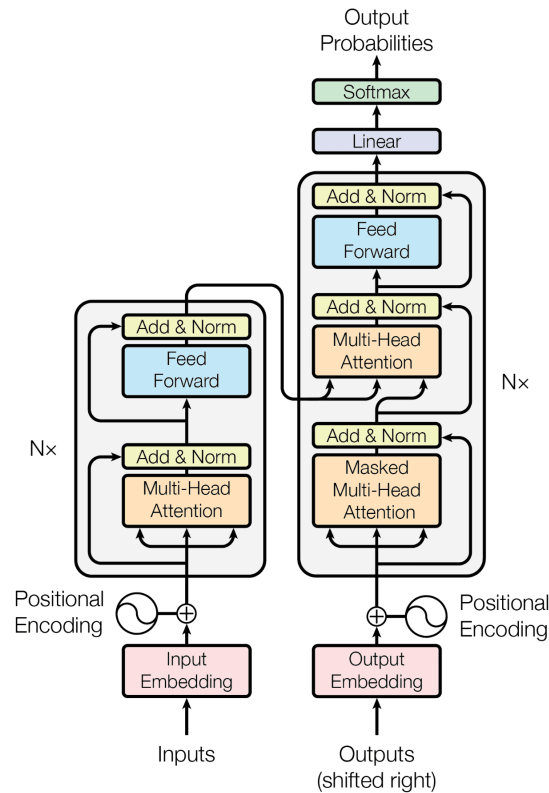 Output
Probabilities
Softmax
Linear
Add & Norm
Feed
Forward
Add & Norm
Multi-Head
Attention
Add & Norm
Masked
Multi-Head
Attention
N×
Add & Norm
Feed
Forward
N×
Add & Norm
Multi-Head
Attention
Positional
Encoding
Positional
Encoding
Input
Embedding
Output
Embedding
Inputs
Outputs
(shifted right)